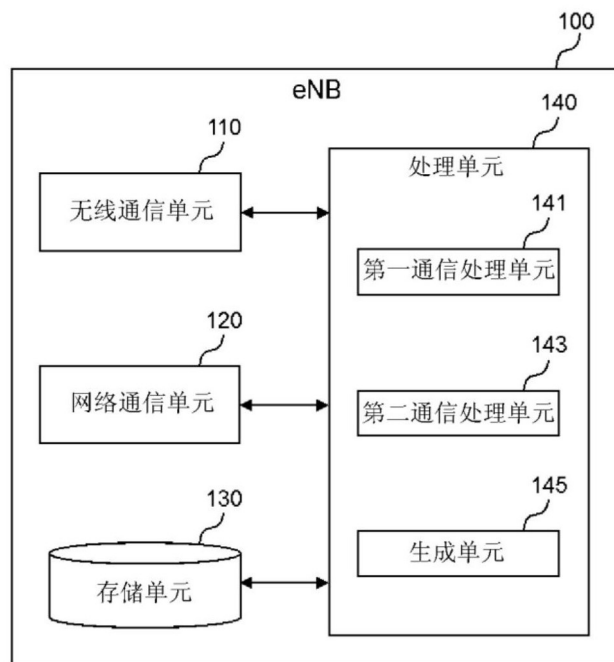 100
eNB
140
110
处理单元
无线通信单元
141
第一通信处理单元
120
143
网络通信单元
第二通信处理单元
130
145
存储单元
生成单元